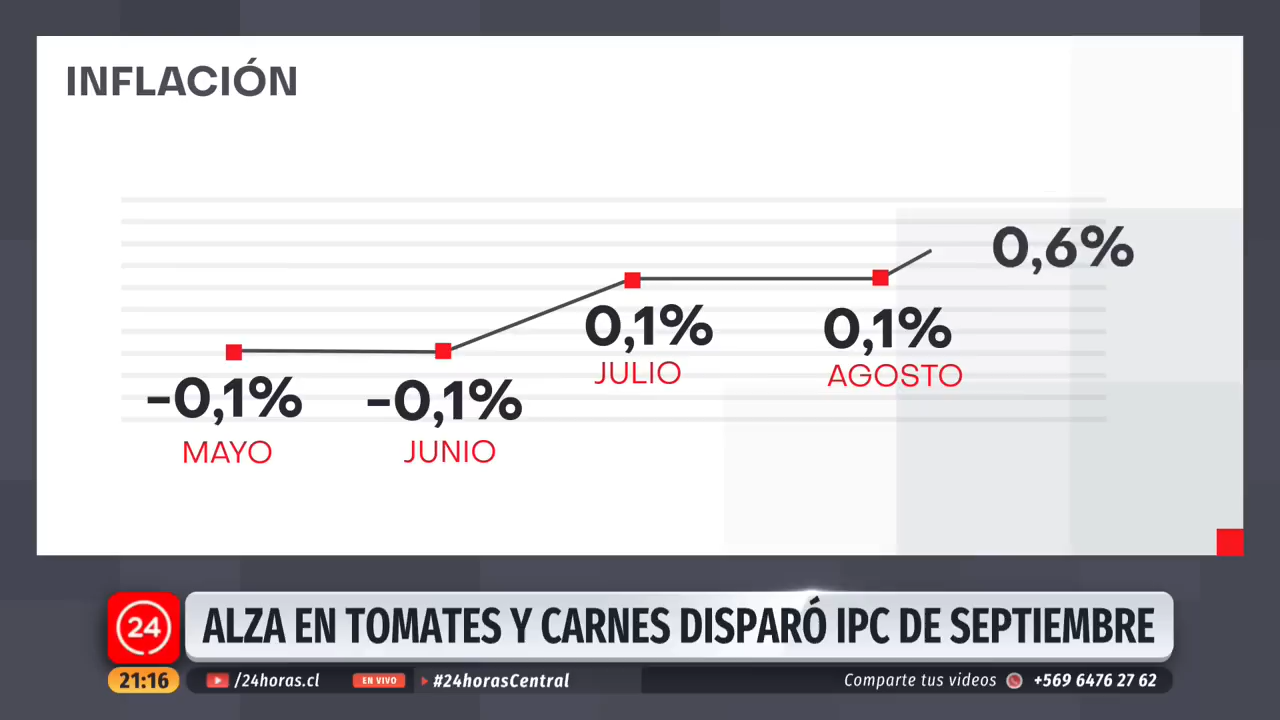 INFLACIÓN
0,6%
0,1%
JULIO
0,1%
AGOSTO
-0,1%
MAYO
-0,1%
JUNIO
24
ALZA EN TOMATES Y CARNES DISPARÓ IPC DE SEPTIEMBRE
21:16
/24horas.cl
EN VIVO
#24horasCentral
Comparte tus videos
+569 6476 27 62